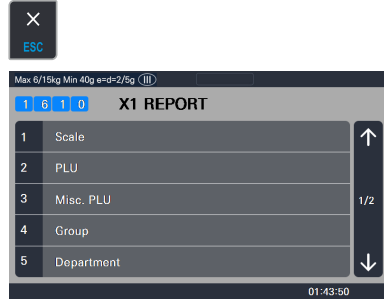 ESC
Max 6/15kg Min 40g e=d=2/5g III
1 6 1 0 X1 REPORT
1 Scale
2 PLU
3 Misc. PLU
1/2
4 Group
5 Department
01:43:50